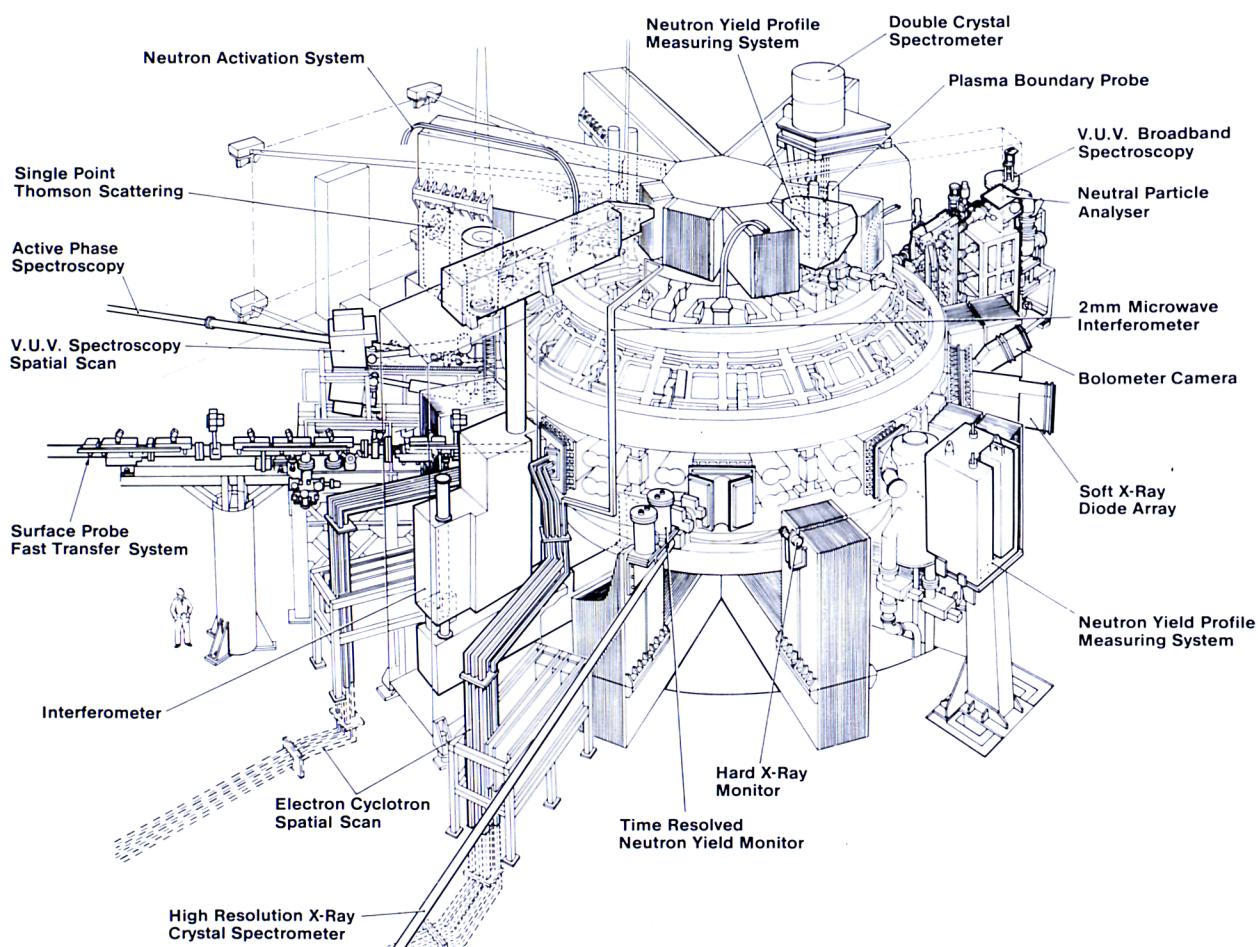 Neutron Yield Profile
Measuring System
Double Crystal
Spectrometer
Neutron Activation System
Plasma Boundary Probe
V.U.V. Broadband
Spectroscopy
Single Point
Thomson Scattering
Neutral Particle
Analyser
Active Phase
Spectroscopy
2mm Microwave
Interferometer
V.U.V. Spectroscopy
Spatial Scan
Bolometer Camera
Soft X-Ray
Diode Array
Surface Probe
Fast Transfer System
Neutron Yield Profile
Measuring System
Interferometer
Hard X-Ray
Monitor
Electron Cyclotron
Spatial Scan
Time Resolved
Neutron Yield Monitor
High Resolution X-Ray
Crystal Spectrometer